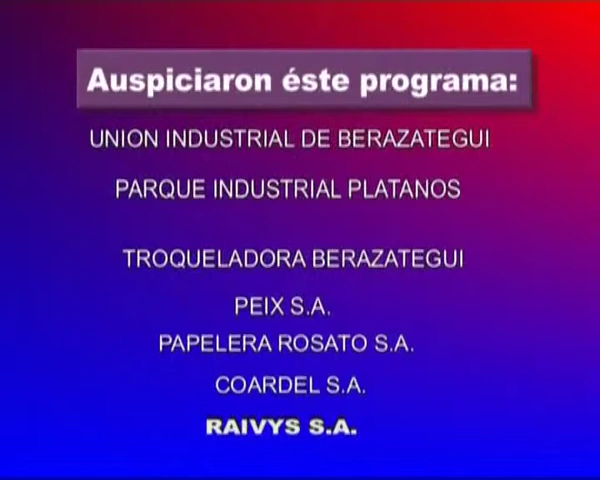 Auspiciaron éste programa:
UNION INDUSTRIAL DE BERAZATEGUI
PARQUE INDUSTRIAL PLATANOS
TROQUELADORA BERAZATEGUI
PEIX S.A.
PAPELERA ROSATO S.A.
COARDEL S.A.
RAIVYS S.A.